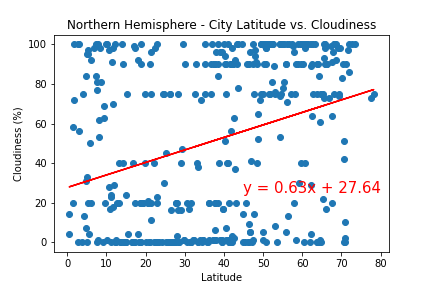 Northern Hemisphere - City Latitude vs. Cloudiness
100
80
60
40
20
0
Cloudiness (%)
y = 0.63x + 27.64
0 10 20 30 40 50 60 70 80
Latitude